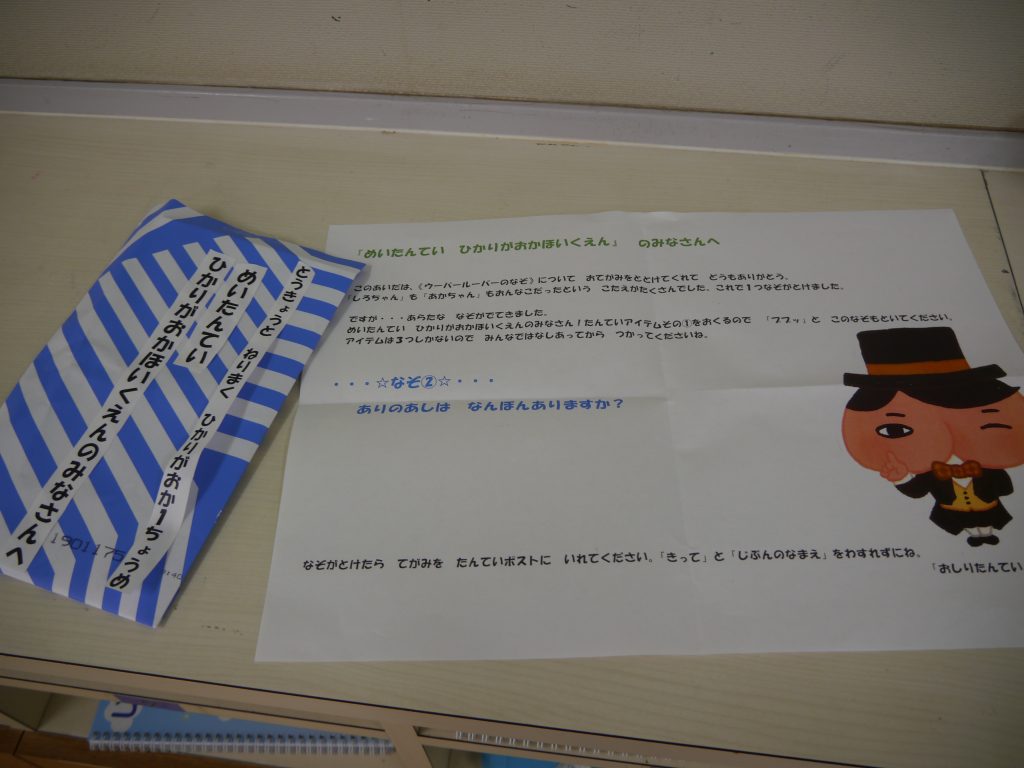 とうきょうと　ねりまく　ひかりがおか1ちょうめ
めいたんてい
ひかりがおかほいくえんのみなさんへ
1901175
「めいたんてい　ひかりがおかほいくえん」　のみなさんへ
このあいだは、《ウーパールーパーのなぞ》について　おてがみをとどけてくれて　どうもありがとう。
「しろちゃん」も「あかちゃん」もおんなこだったという　こたえがたくさんでした。これで1つなぞがとけました。
ですが・・・あらたな　なぞがでてきました。
めいたんてい　ひかりがおかほいくえんのみなさん！たんていアイテムその①をおくるので　「ププッ」と　このなぞもといてください。
アイテムは3つしかないので　みんなではなしあってから　つかってくださいね。
・・・☆なぞ②☆・・・
ありのあしは　なんぼんありますか？
なぞがとけたら　てがみを　たんていポストに　いれてください。「きって」と「じぶんのなまえ」をわすれずにね。
「おしりたんてい